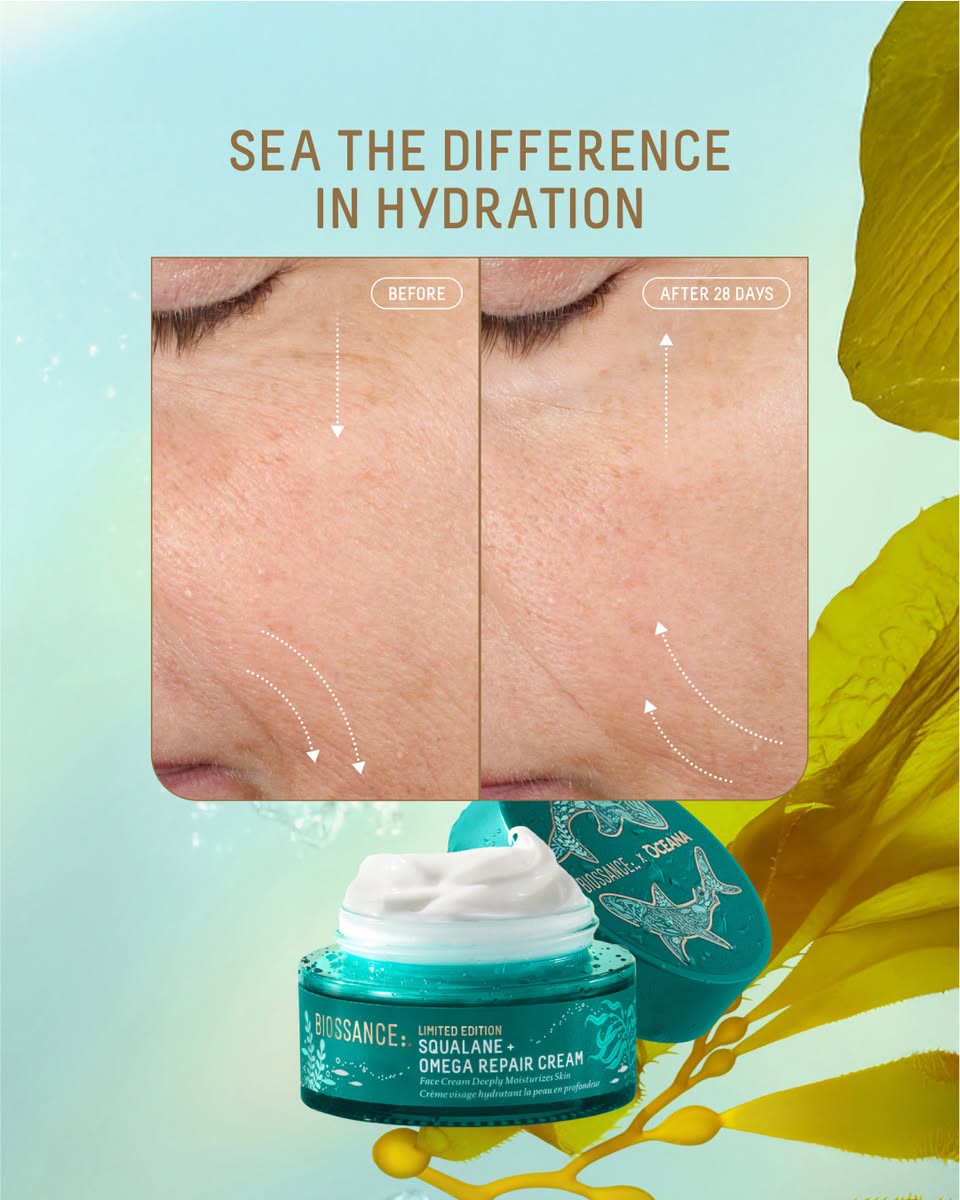 SEA THE DIFFERENCE
IN HYDRATION
BEFORE
AFTER 28 DAYS
BIOSSANCE:. X OCEANA
BIOSSANCE:.
LIMITED EDITION
SQUALANE +
OMEGA REPAIR CREAM
Face Cream Deeply Moisturizes Skin
Crème visage hydratant la peau en profondeur